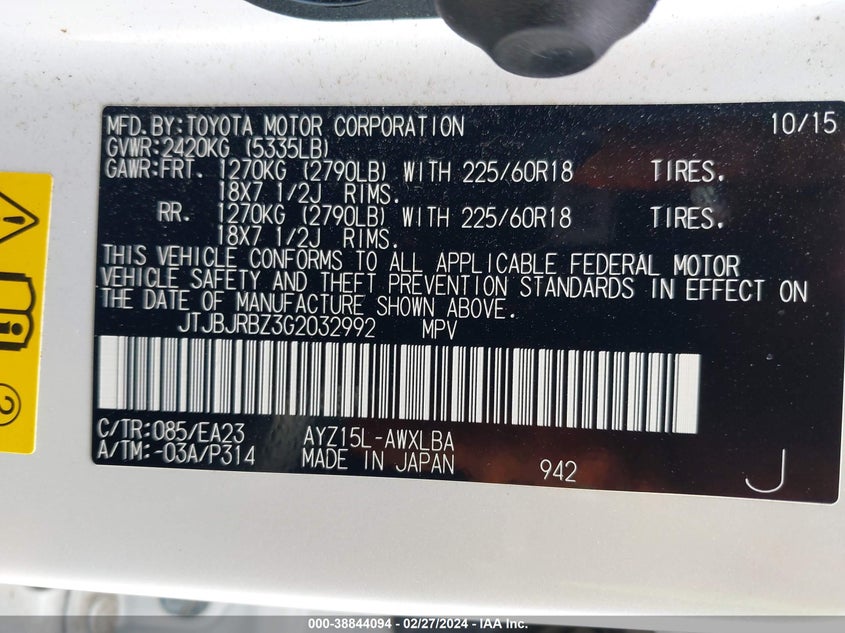 MFD.BY:TOYOTA MOTOR CORPORATION 10/15
GVWR:2420KG (5335LB)
GAWR:FRT. 1270KG (2790LB) WITH 225/60R18 TIRES.
18X7 1/2J RIMS.
RR. 1270KG (2790LB) WITH 225/60R18 TIRES.
18X7 1/2J RIMS.
THIS VEHICLE CONFORMS TO ALL APPLICABLE FEDERAL MOTOR
VEHICLE SAFETY AND THEFT PREVENTION STANDARDS IN EFFECT ON
THE DATE OF MANUFACTURE SHOWN ABOVE.
JTJBJRBZ3G2032992 MPV
C/TR:085/EA23 AYZ15L-AWXLBA
A/TM:-03A/P314 MADE IN JAPAN 942 J
2
000-38844094 - 02/27/2024 - IAAI Inc.